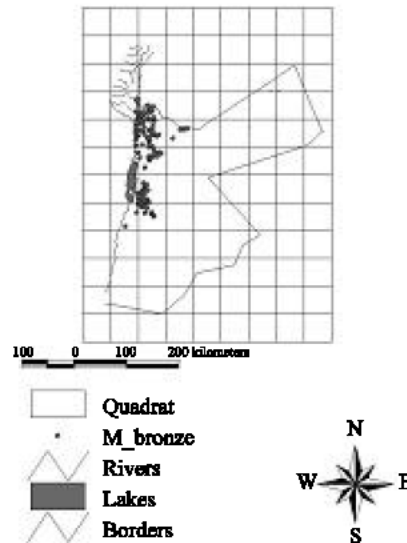 100 0 100 200 kilometers
Quadrat
M_bronze
Rivers
Lakes
Borders
N
W E
S